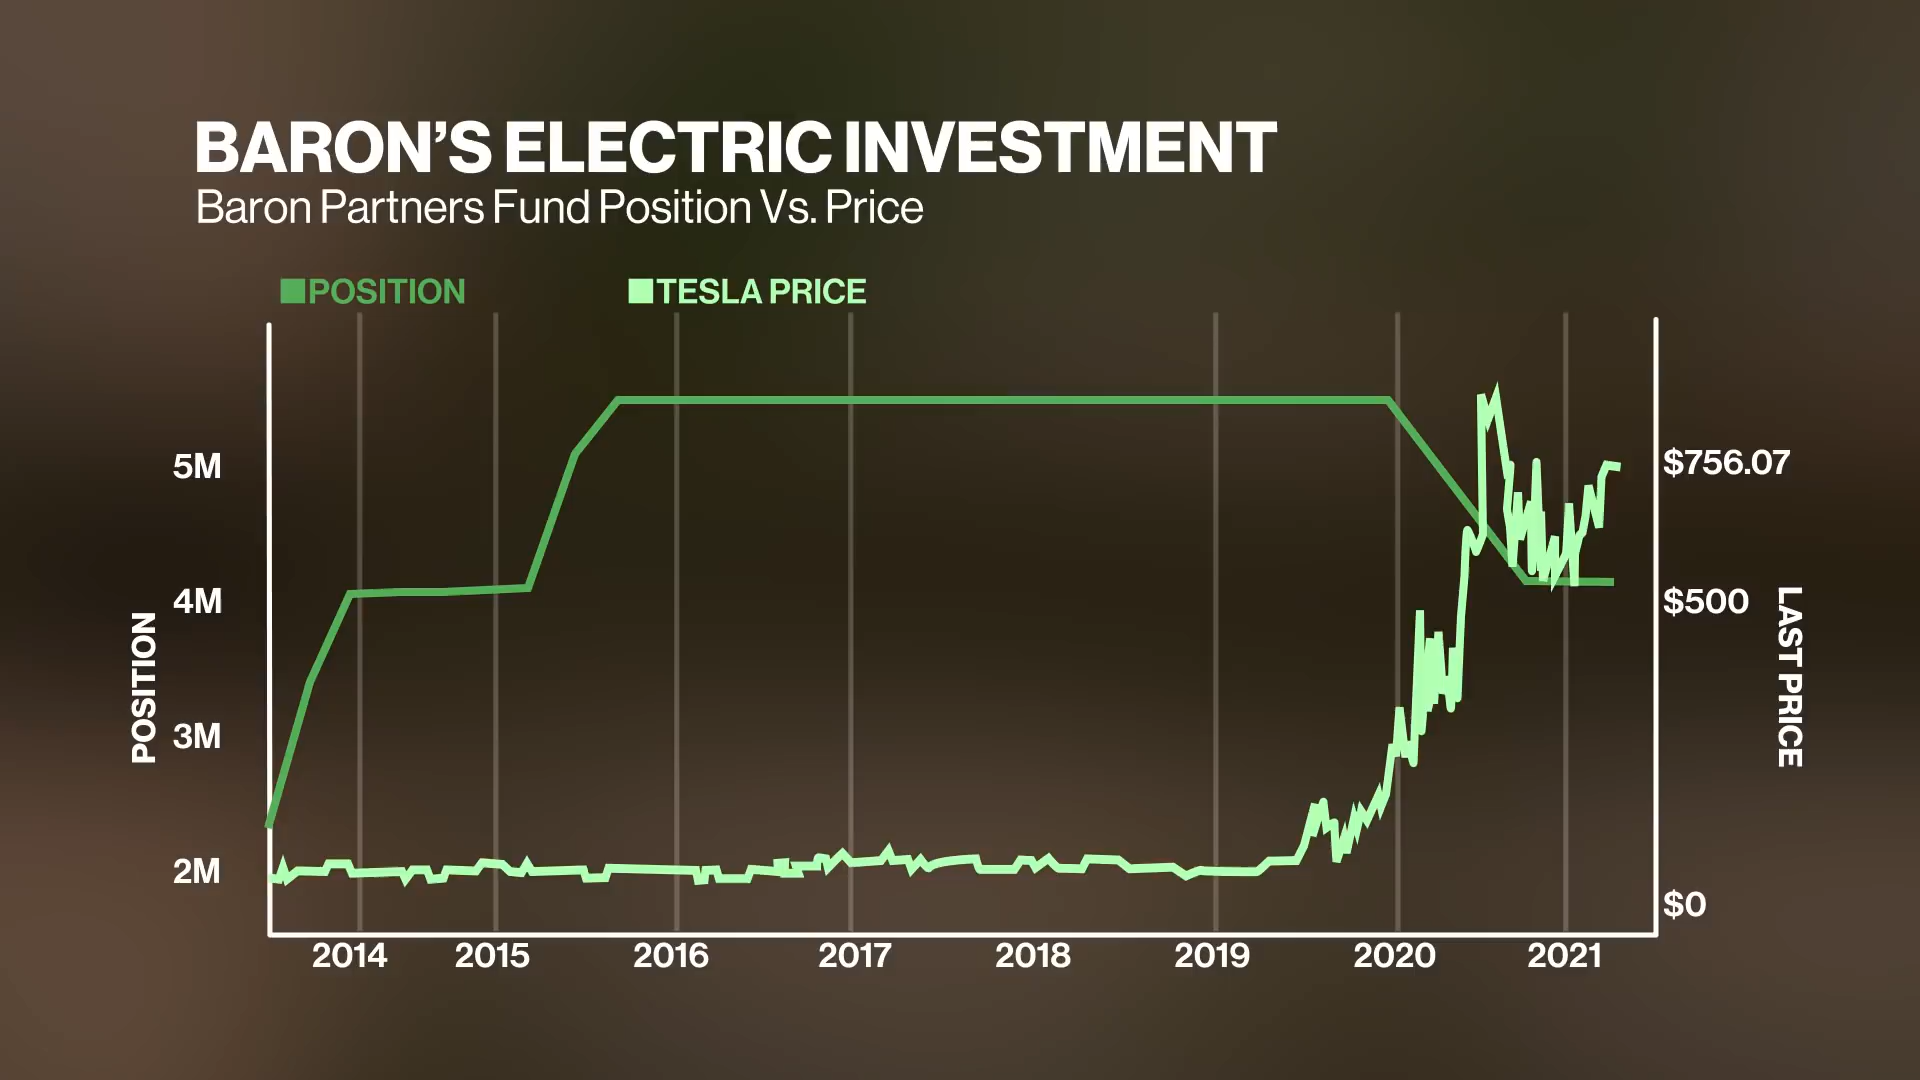 BARON'S ELECTRIC INVESTMENT
Baron Partners Fund Position Vs. Price
POSITION
TESLA PRICE
5M
4M
3M
2M
POSITION
$756.07
$500
$0
LAST PRICE
2014 2015 2016 2017 2018 2019 2020 2021